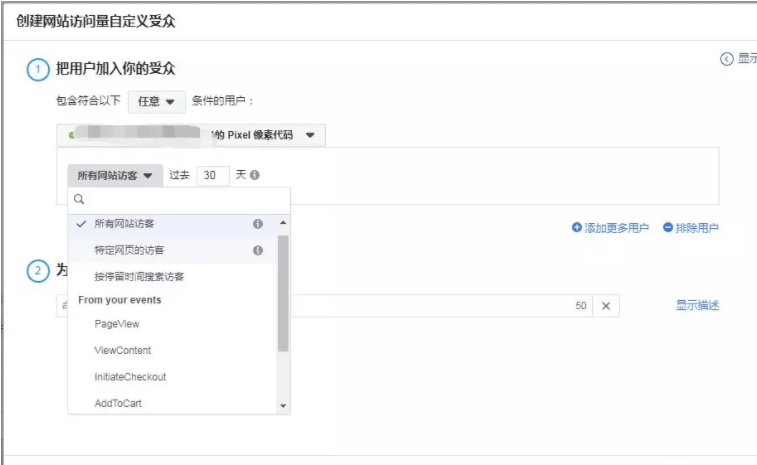 创建网站访问量自定义受众
显示
1 把用户加入你的受众
包含符合以下 任意 条件的用户：
的 Pixel 像素代码
所有网站访客 过去 30 天
所有网站访客
特定网页的访客
添加更多用户 排除用户
2 为
按停留时间搜索访客
From your events
50
显示描述
PageView
ViewContent
InitiateCheckout
AddToCart